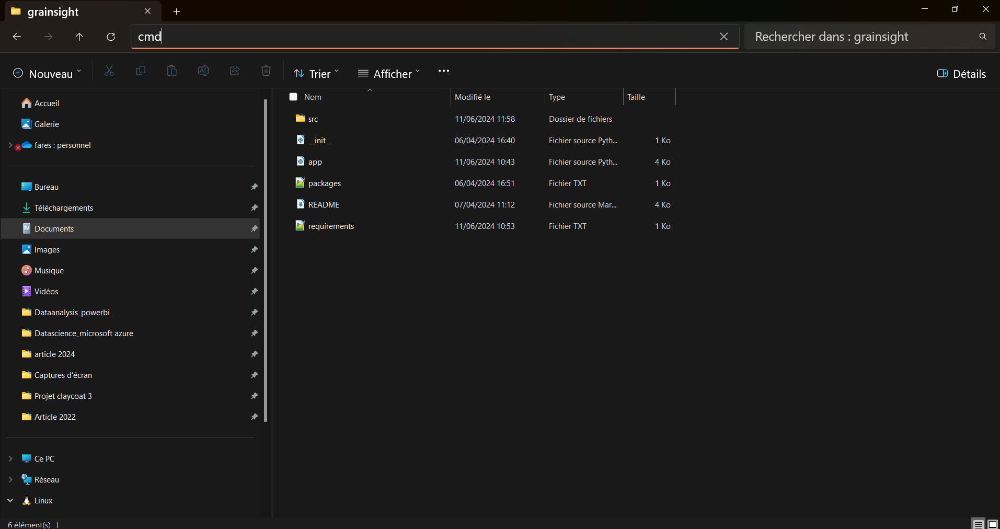 grainsight
cmd
Rechercher dans : grainsight
Nouveau
Trier
Afficher
Détails
Accueil
Galerie
fares : personnel
Bureau
Téléchargements
Documents
Images
Musique
Vidéos
Dataanalysis_powerbi
Datascience_microsoft azure
article 2024
Captures d'écran
Projet claycoat 3
Article 2022
Ce PC
Réseau
Linux
Nom Modifié le Type Taille
src 11/06/2024 11:58 Dossier de fichiers
__init__ 06/04/2024 16:40 Fichier source Pyth... 1 Ko
app 11/06/2024 10:43 Fichier source Pyth... 4 Ko
packages 06/04/2024 16:51 Fichier TXT 1 Ko
README 07/04/2024 11:12 Fichier source Mar... 4 Ko
requirements 11/06/2024 10:53 Fichier TXT 1 Ko
6 élément(s)